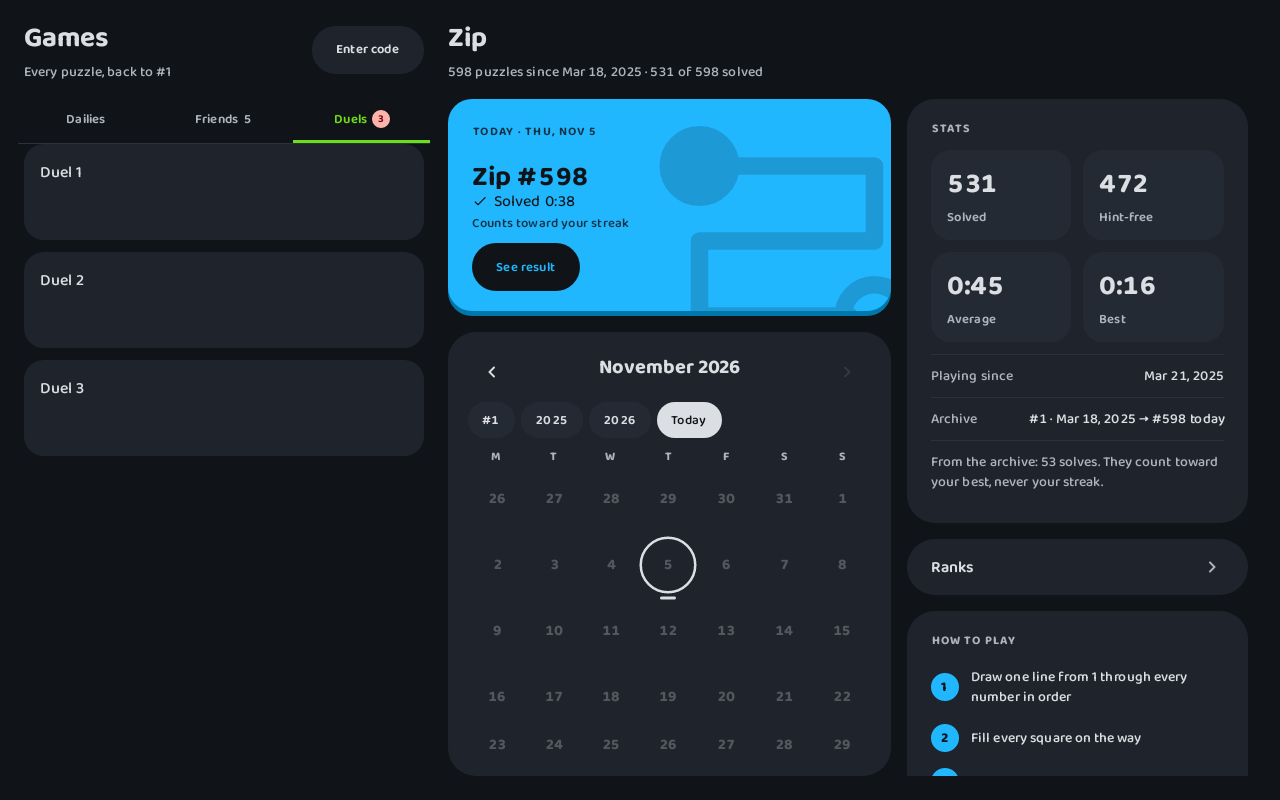 Games
Every puzzle, back to #1
Enter code
Dailies
Friends 5
Duels 3
Duel 1
Duel 2
Duel 3
Zip
598 puzzles since Mar 18, 2025 · 531 of 598 solved
TODAY · THU, NOV 5
Zip #598
Solved 0:38
Counts toward your streak
See result
November 2026
#1 2025 2026 Today
M T W T F S S
26 27 28 29 30 31 1
2 3 4 5 6 7 8
9 10 11 12 13 14 15
16 17 18 19 20 21 22
23 24 25 26 27 28 29
STATS
531
Solved
472
Hint-free
0:45
Average
0:16
Best
Playing since Mar 21, 2025
Archive #1 · Mar 18, 2025 → #598 today
From the archive: 53 solves. They count toward
your best, never your streak.
Ranks
HOW TO PLAY
1 Draw one line from 1 through every
number in order
2 Fill every square on the way